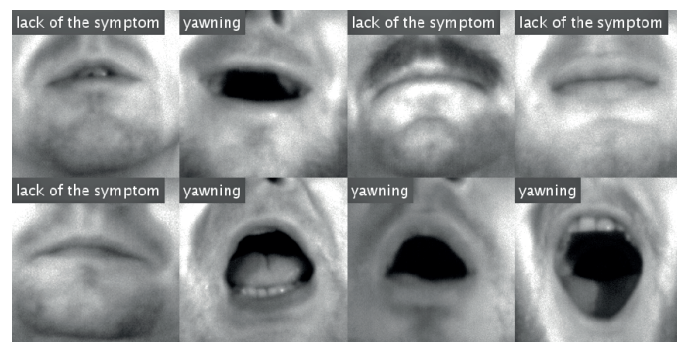 lack of the symptom
yawning
lack of the symptom
lack of the symptom
lack of the symptom
yawning
yawning
yawning